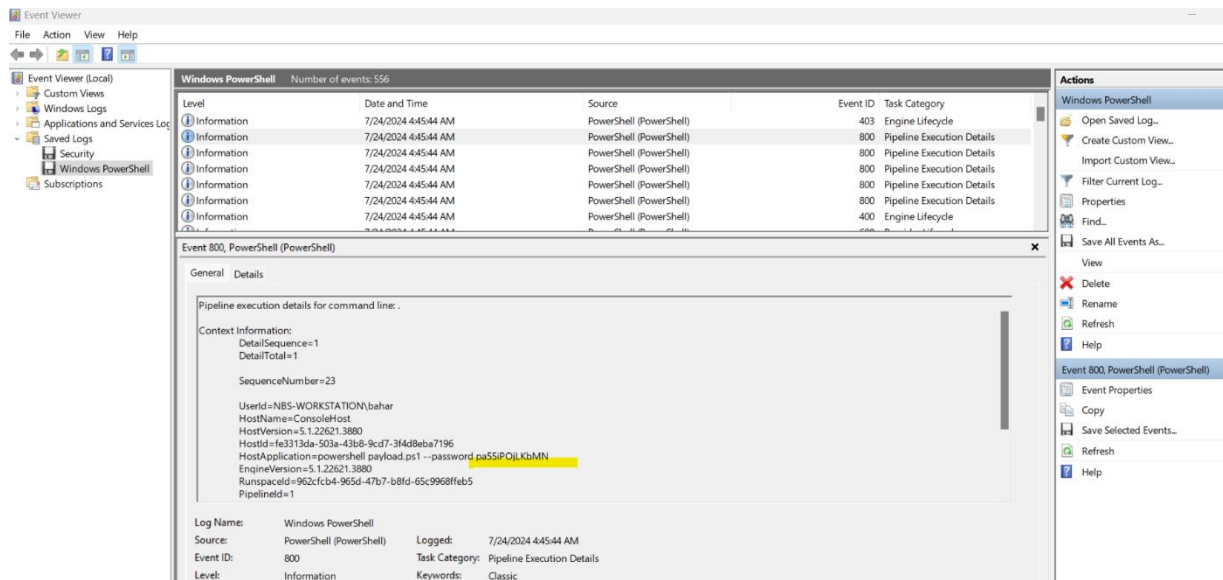 Event Viewer
File Action View Help
Event Viewer (Local)
Custom Views
Windows Logs
Applications and Services Log
Saved Logs
Security
Windows PowerShell
Subscriptions
Windows PowerShell Number of events: 556
Level Date and Time Source Event ID Task Category
Information 7/24/2024 4:45:44 AM PowerShell (PowerShell) 403 Engine Lifecycle
Information 7/24/2024 4:45:44 AM PowerShell (PowerShell) 800 Pipeline Execution Details
Information 7/24/2024 4:45:44 AM PowerShell (PowerShell) 800 Pipeline Execution Details
Information 7/24/2024 4:45:44 AM PowerShell (PowerShell) 800 Pipeline Execution Details
Information 7/24/2024 4:45:44 AM PowerShell (PowerShell) 800 Pipeline Execution Details
Information 7/24/2024 4:45:44 AM PowerShell (PowerShell) 800 Pipeline Execution Details
Information 7/24/2024 4:45:44 AM PowerShell (PowerShell) 400 Engine Lifecycle
Event 800, PowerShell (PowerShell)
General Details
Pipeline execution details for command line: .
Context Information:
DetailSequence=1
DetailTotal=1
SequenceNumber=23
UserId=NBS-WORKSTATION\bahar
HostName=ConsoleHost
HostVersion=5.1.22621.3880
HostId=fe3313da-503a-43b8-9cd7-3f4d8eba7196
HostApplication=powershell payload.ps1 --password pa55iPOjLKbMN
EngineVersion=5.1.22621.3880
RunspaceId=962cfcb4-965d-47b7-b8fd-65c9968ffeb5
PipelineId=1
Log Name: Windows PowerShell
Source: PowerShell (PowerShell) Logged: 7/24/2024 4:45:44 AM
Event ID: 800 Task Category: Pipeline Execution Details
Level: Information Keywords: Classic
Actions
Windows PowerShell
Open Saved Log...
Create Custom View...
Import Custom View...
Filter Current Log...
Properties
Find...
Save All Events As...
View
Delete
Rename
Refresh
Help
Event 800, PowerShell (PowerShell)
Event Properties
Copy
Save Selected Events...
Refresh
Help